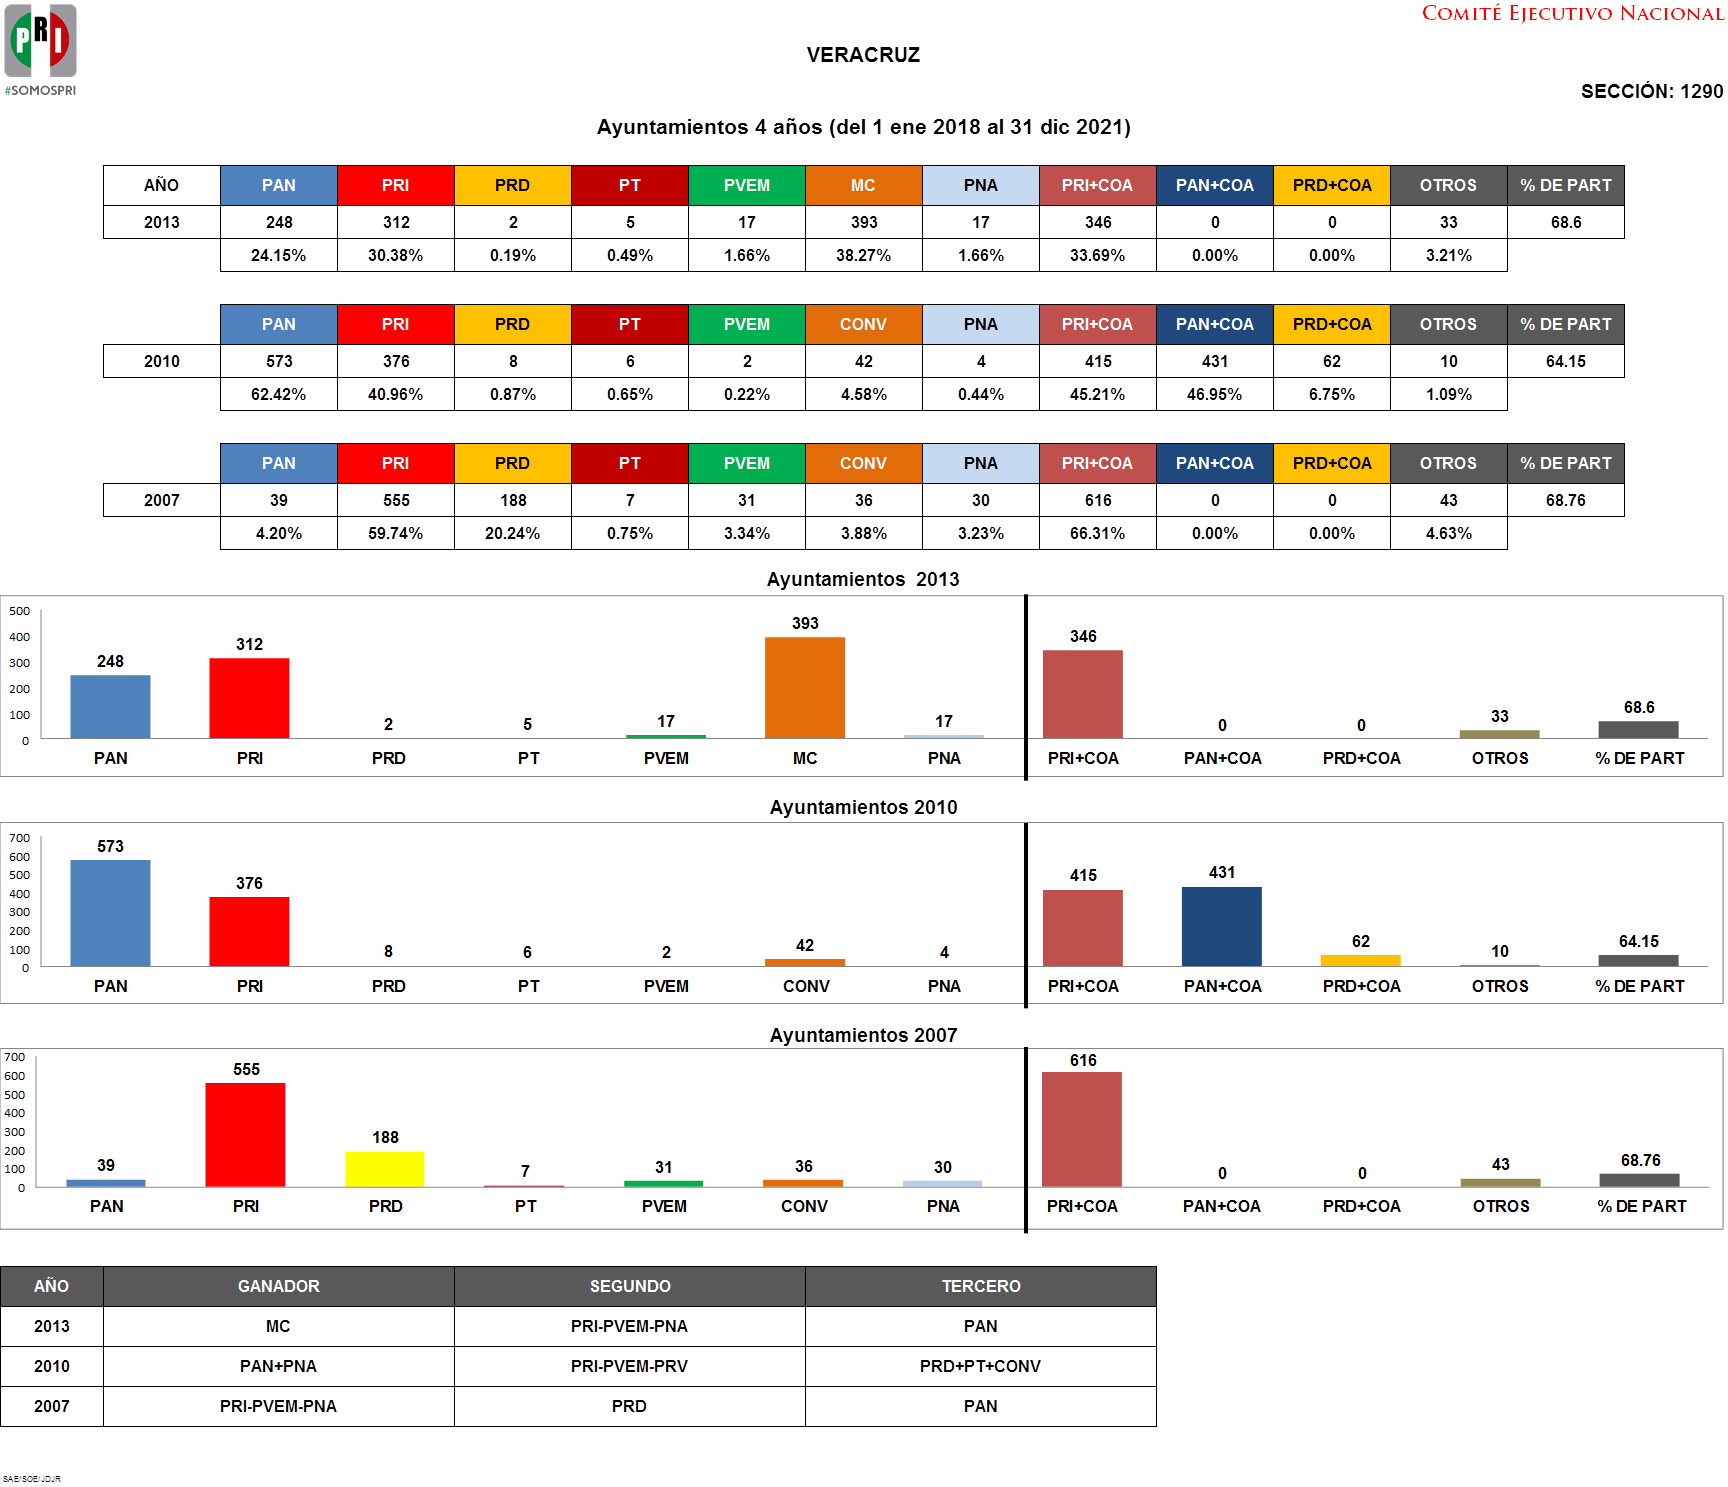 COMITÉ EJECUTIVO NACIONAL
PRI
#SOMOSPRI
VERACRUZ
SECCIÓN: 1290
Ayuntamientos 4 años (del 1 ene 2018 al 31 dic 2021)
AÑO PAN PRI PRD PT PVEM MC PNA PRI+COA PAN+COA PRD+COA OTROS % DE PART
2013 248 312 2 5 17 393 17 346 0 0 33 68.6
24.15% 30.38% 0.19% 0.49% 1.66% 38.27% 1.66% 33.69% 0.00% 0.00% 3.21%
PAN PRI PRD PT PVEM CONV PNA PRI+COA PAN+COA PRD+COA OTROS % DE PART
2010 573 376 8 6 2 42 4 415 431 62 10 64.15
62.42% 40.96% 0.87% 0.65% 0.22% 4.58% 0.44% 45.21% 46.95% 6.75% 1.09%
PAN PRI PRD PT PVEM CONV PNA PRI+COA PAN+COA PRD+COA OTROS % DE PART
2007 39 555 188 7 31 36 30 616 0 0 43 68.76
4.20% 59.74% 20.24% 0.75% 3.34% 3.88% 3.23% 66.31% 0.00% 0.00% 4.63%
Ayuntamientos 2013
500
400
300
200
100
0
248 312 2 5 17 393 17 346 0 0 33 68.6
PAN PRI PRD PT PVEM MC PNA PRI+COA PAN+COA PRD+COA OTROS % DE PART
Ayuntamientos 2010
700
600
500
400
300
200
100
0
573 376 8 6 2 42 4 415 431 62 10 64.15
PAN PRI PRD PT PVEM CONV PNA PRI+COA PAN+COA PRD+COA OTROS % DE PART
Ayuntamientos 2007
700
600
500
400
300
200
100
0
39 555 188 7 31 36 30 616 0 0 43 68.76
PAN PRI PRD PT PVEM CONV PNA PRI+COA PAN+COA PRD+COA OTROS % DE PART
AÑO GANADOR SEGUNDO TERCERO
2013 MC PRI-PVEM-PNA PAN
2010 PAN+PNA PRI-PVEM-PRV PRD+PT+CONV
2007 PRI-PVEM-PNA PRD PAN
SAE/SOE/JDJR